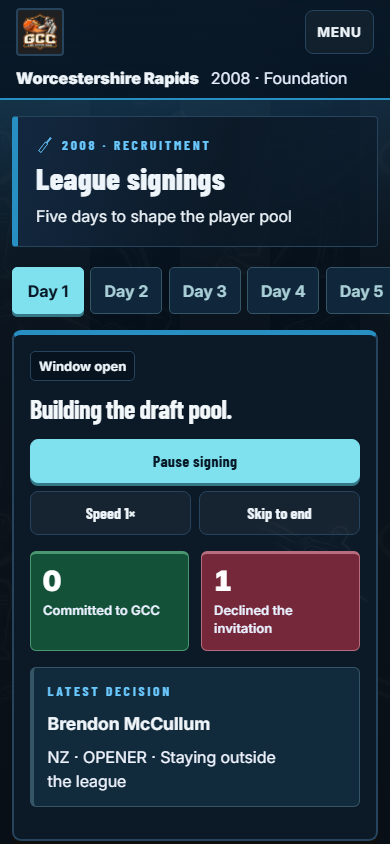 GCC
MENU
Worcestershire Rapids 2008 · Foundation
2008 · RECRUITMENT
League signings
Five days to shape the player pool
Day 1
Day 2
Day 3
Day 4
Day 5
Window open
Building the draft pool.
Pause signing
Speed 1×
Skip to end
0
Committed to GCC
1
Declined the
invitation
LATEST DECISION
Brendon McCullum
NZ · OPENER · Staying outside
the league